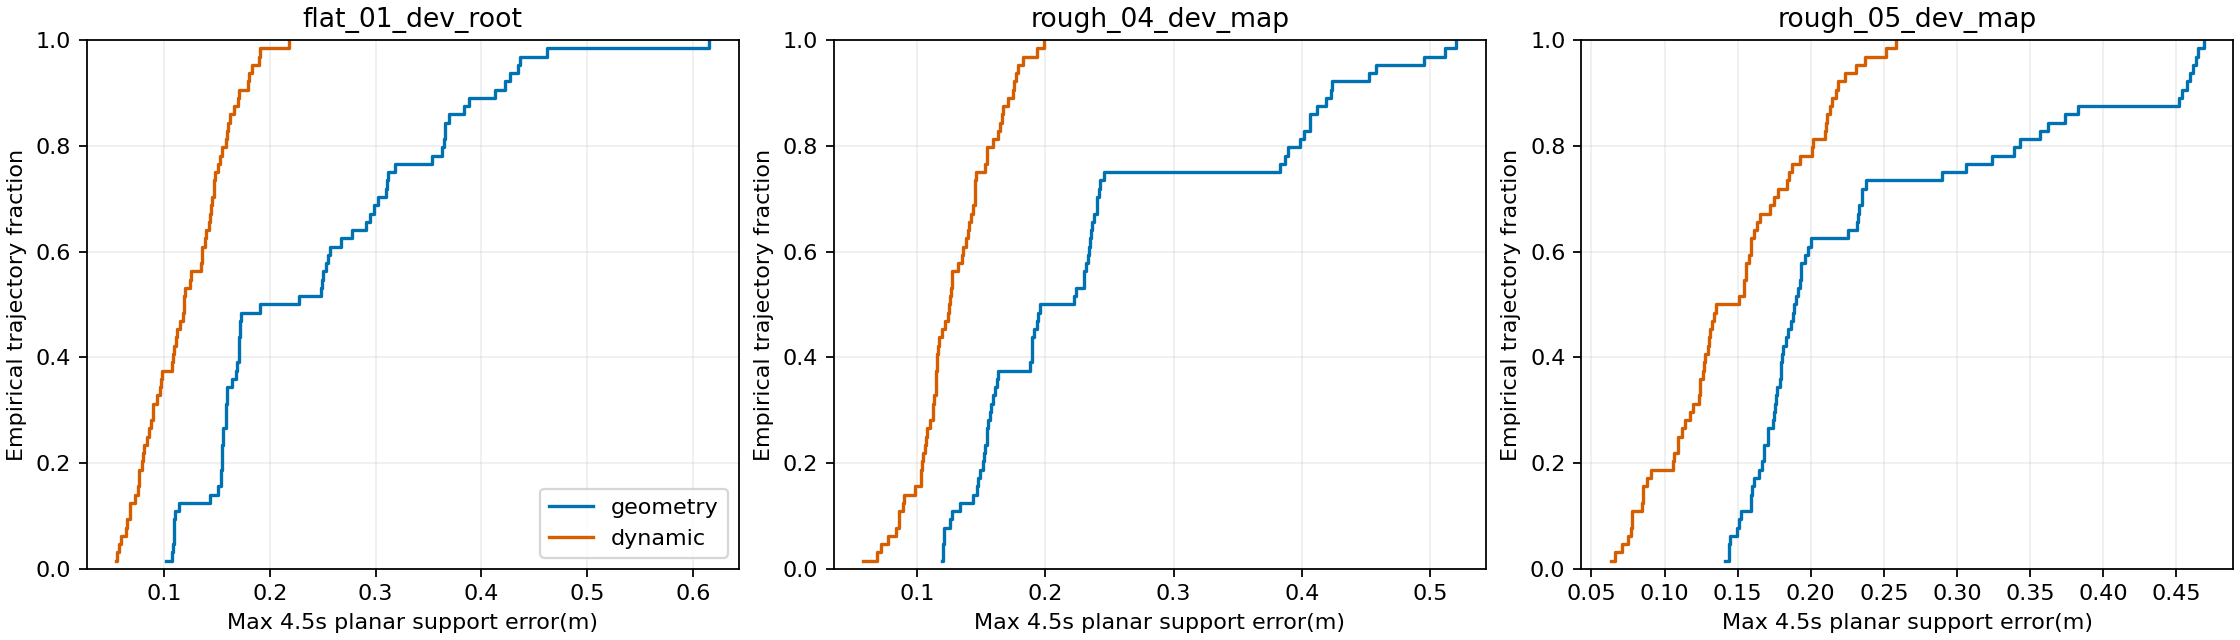 flat_01_dev_root
1.0
0.8
0.6
0.4
0.2
0.0
Empirical trajectory fraction
geometry
dynamic
0.1 0.2 0.3 0.4 0.5 0.6
Max 4.5s planar support error(m)
rough_04_dev_map
1.0
0.8
0.6
0.4
0.2
0.0
Empirical trajectory fraction
0.1 0.2 0.3 0.4 0.5
Max 4.5s planar support error(m)
rough_05_dev_map
1.0
0.8
0.6
0.4
0.2
0.0
Empirical trajectory fraction
0.05 0.10 0.15 0.20 0.25 0.30 0.35 0.40 0.45
Max 4.5s planar support error(m)